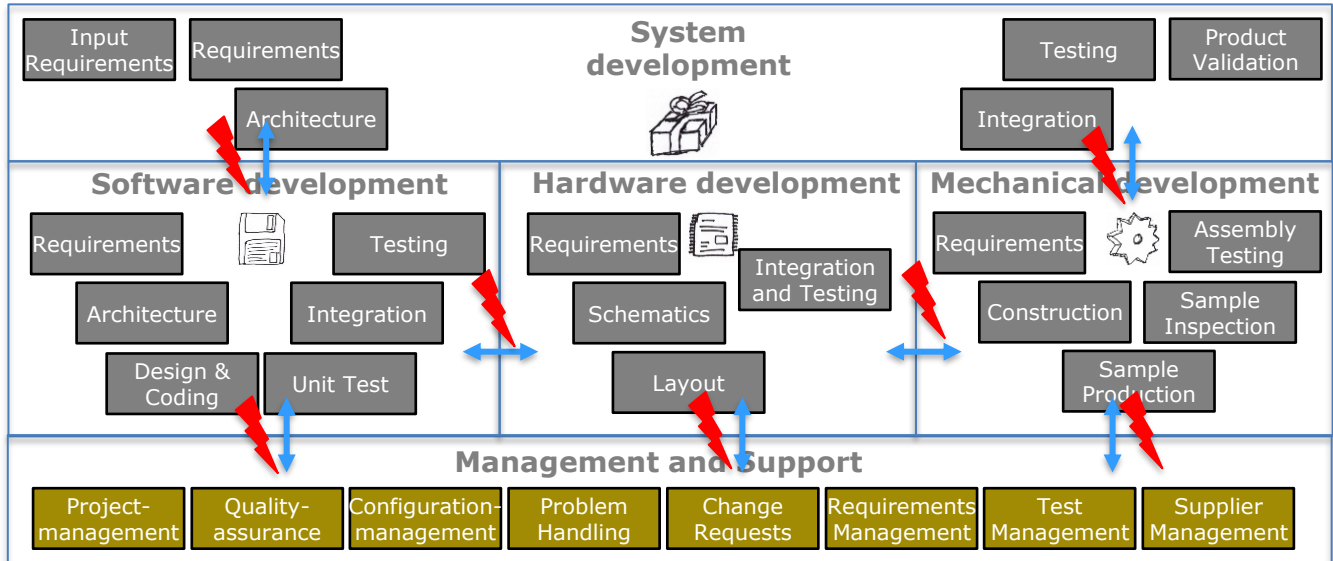 System
development
Input
Requirements
Requirements
Architecture
Testing
Product
Validation
Integration
Software development
Requirements
Testing
Architecture
Integration
Design &
Coding
Unit Test
Hardware development
Requirements
Integration
and Testing
Schematics
Layout
Mechanical development
Requirements
Assembly
Testing
Construction
Sample
Inspection
Sample
Production
Management and Support
Project-
management
Quality-
assurance
Configuration-
management
Problem
Handling
Change
Requests
Requirements
Management
Test
Management
Supplier
Management